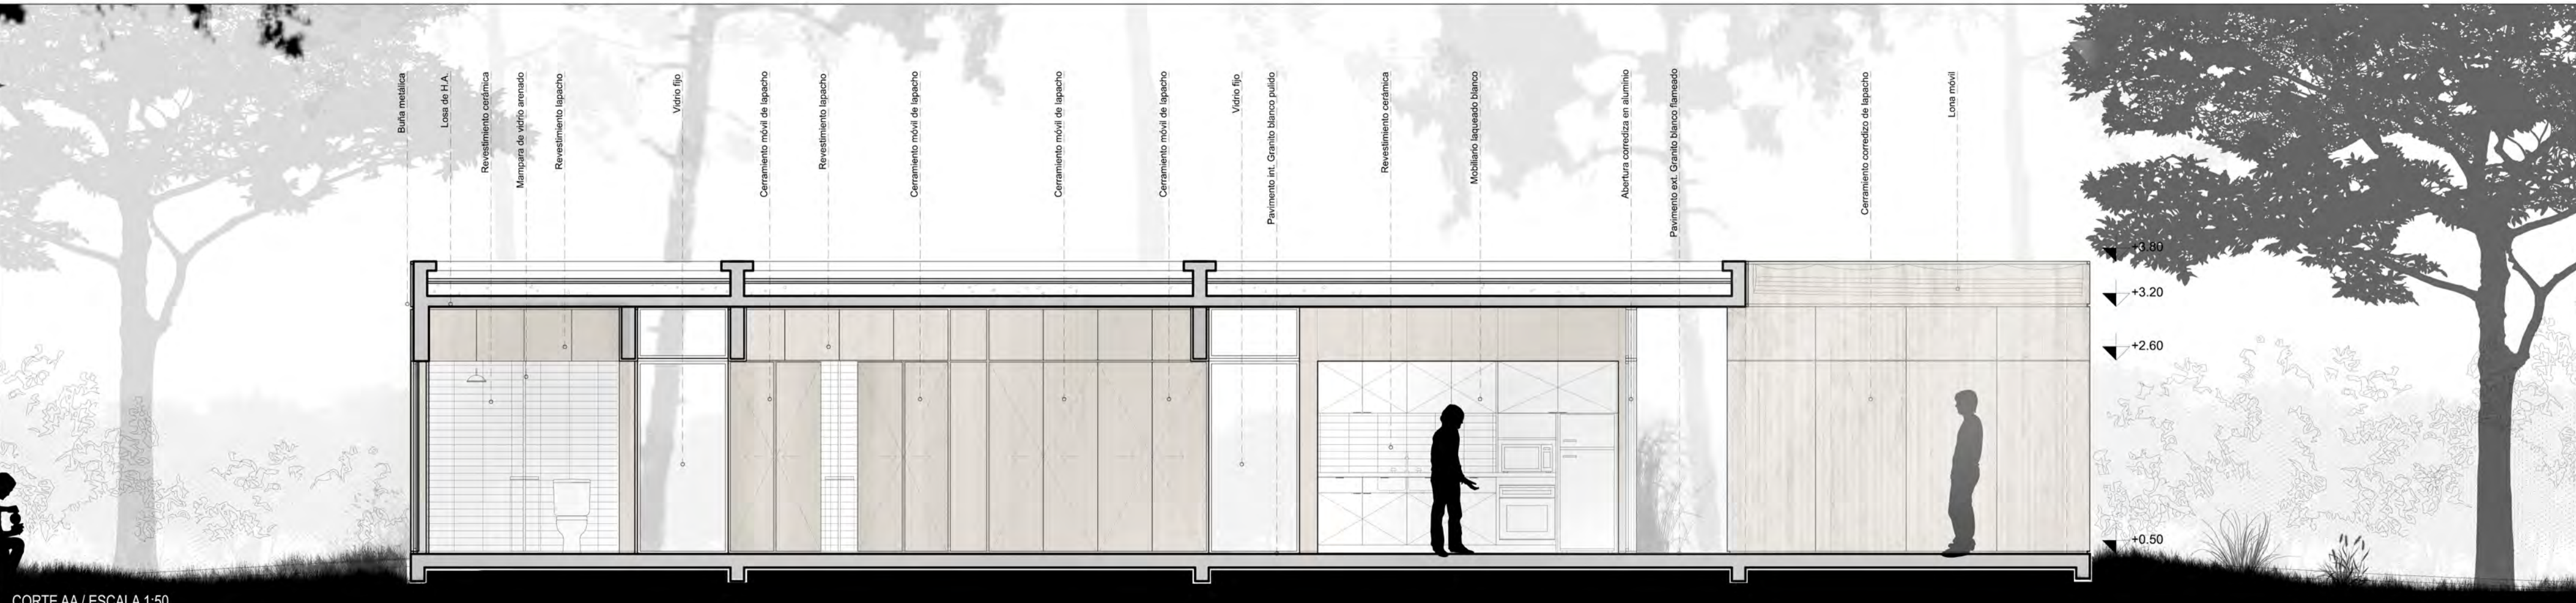 Buña metálica
Losa de H.A.
Revestimiento cerámica
Mampara de vidrio arenado
Revestimiento lapacho
Vidrio fijo
Cerramiento móvil de lapacho
Revestimiento lapacho
Cerramiento móvil de lapacho
Cerramiento móvil de lapacho
Cerramiento móvil de lapacho
Vidrio fijo
Pavimento int. Granito blanco pulido
Revestimiento cerámica
Mobiliario laqueado blanco
Abertura corrediza en aluminio
Pavimento ext. Granito blanco flameado
Cerramiento corredizo de lapacho
Lona móvil
+3.80
+3.20
+2.60
+0.50
CORTE AA / ESCALA 1:50